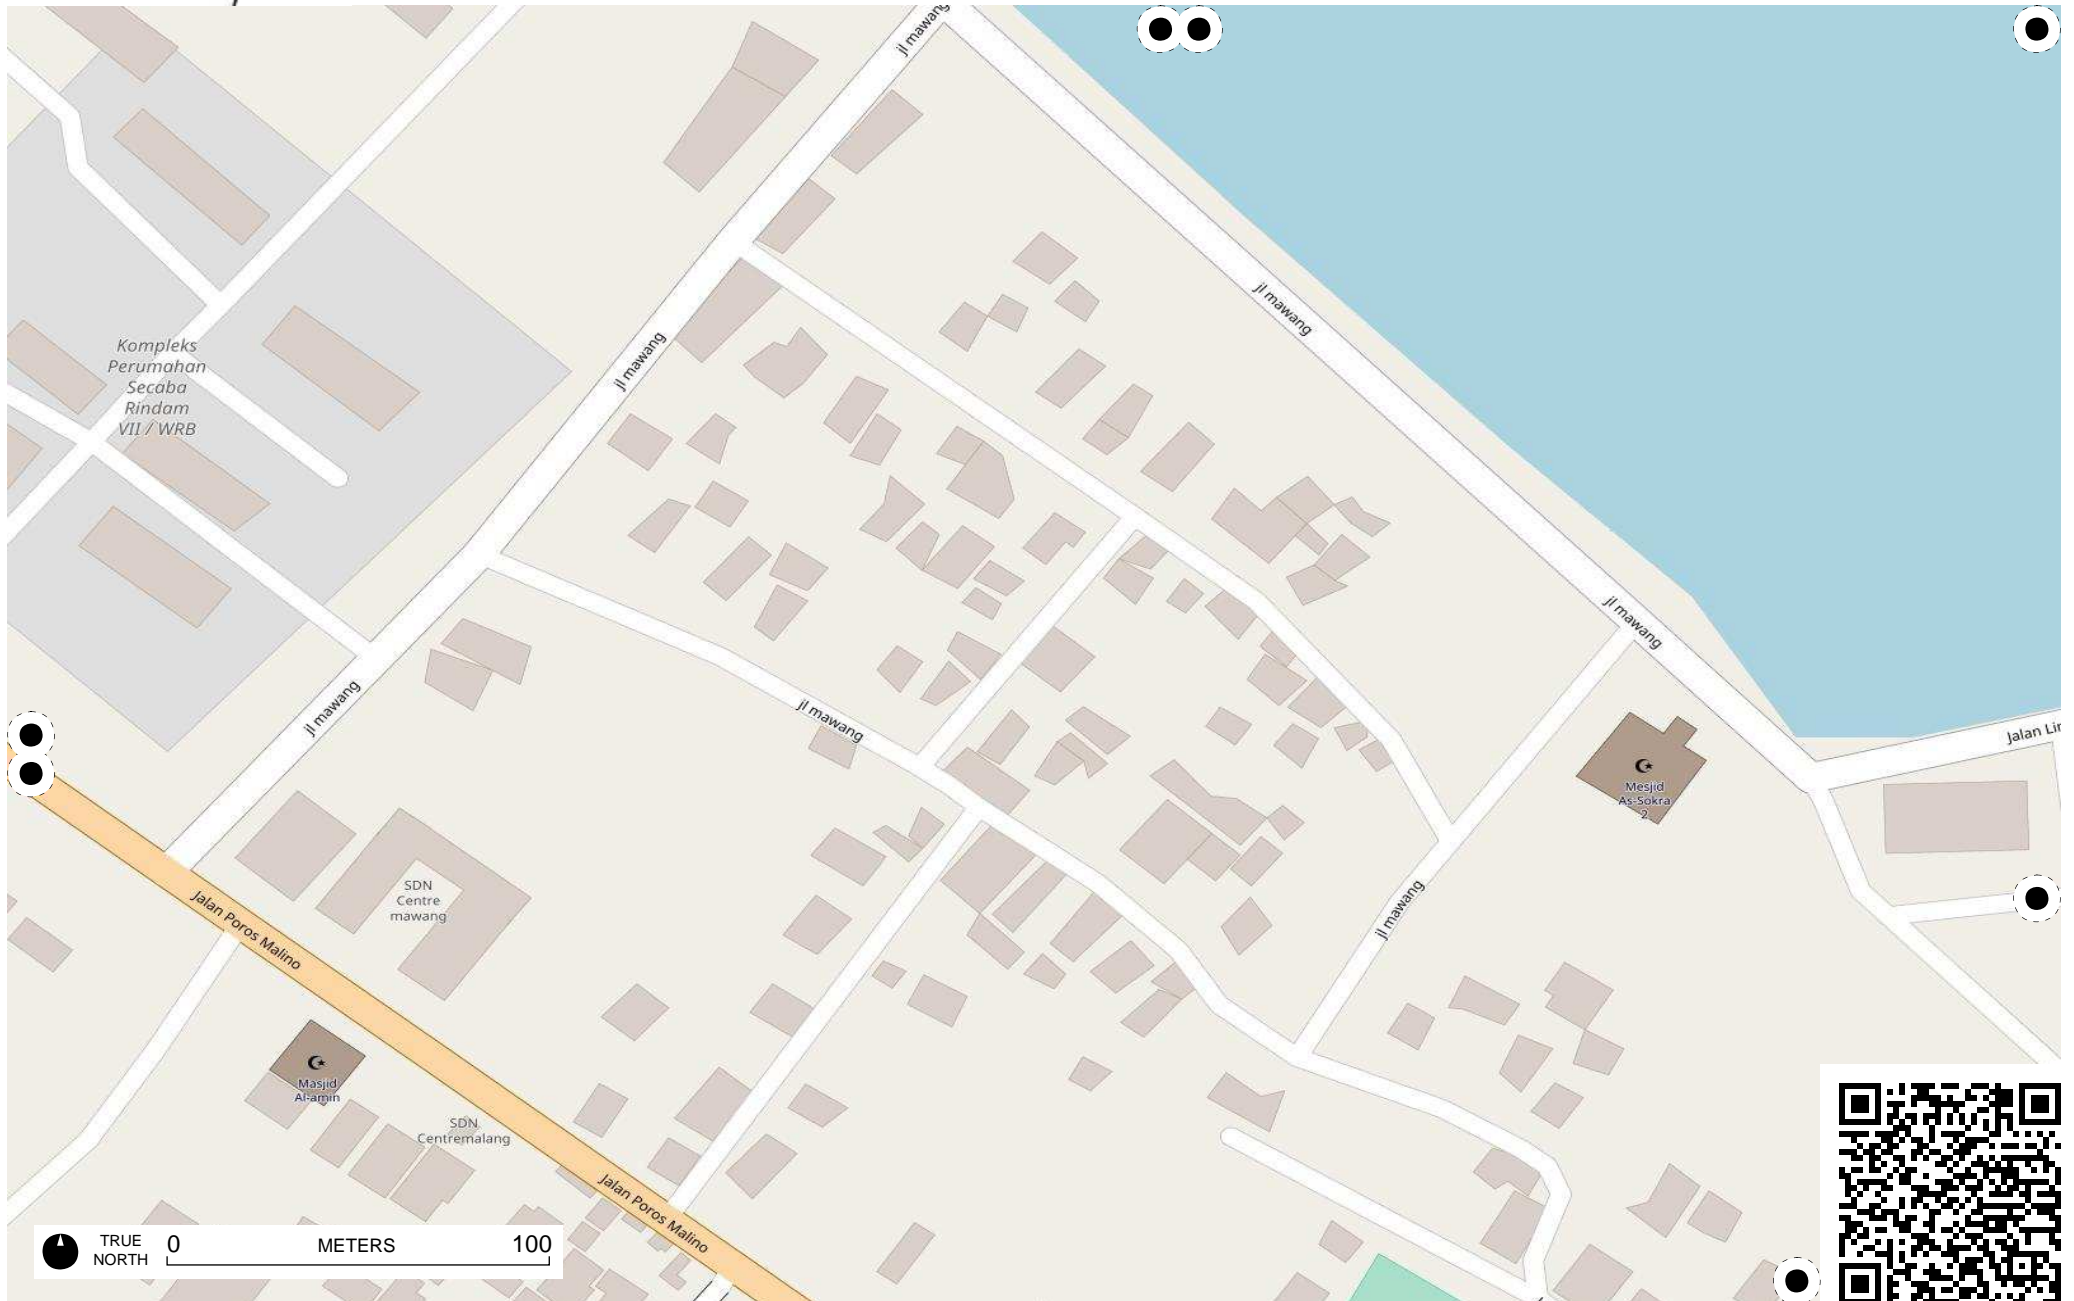 jl mawang
jl mawang
Kompleks
Perumahan
Secaba
Rindam
VII / WRB
jl mawang
jl mawang
jl mawang
jl mawang
Jalan Lin
Mesjid
As-Sokra
2
SDN
Centre
mawang
jl mawang
Jalan Poros Malino
Masjid
Al-amin
SDN
Centremalang
Jalan Poros Malino
TRUE
NORTH
0 METERS 100